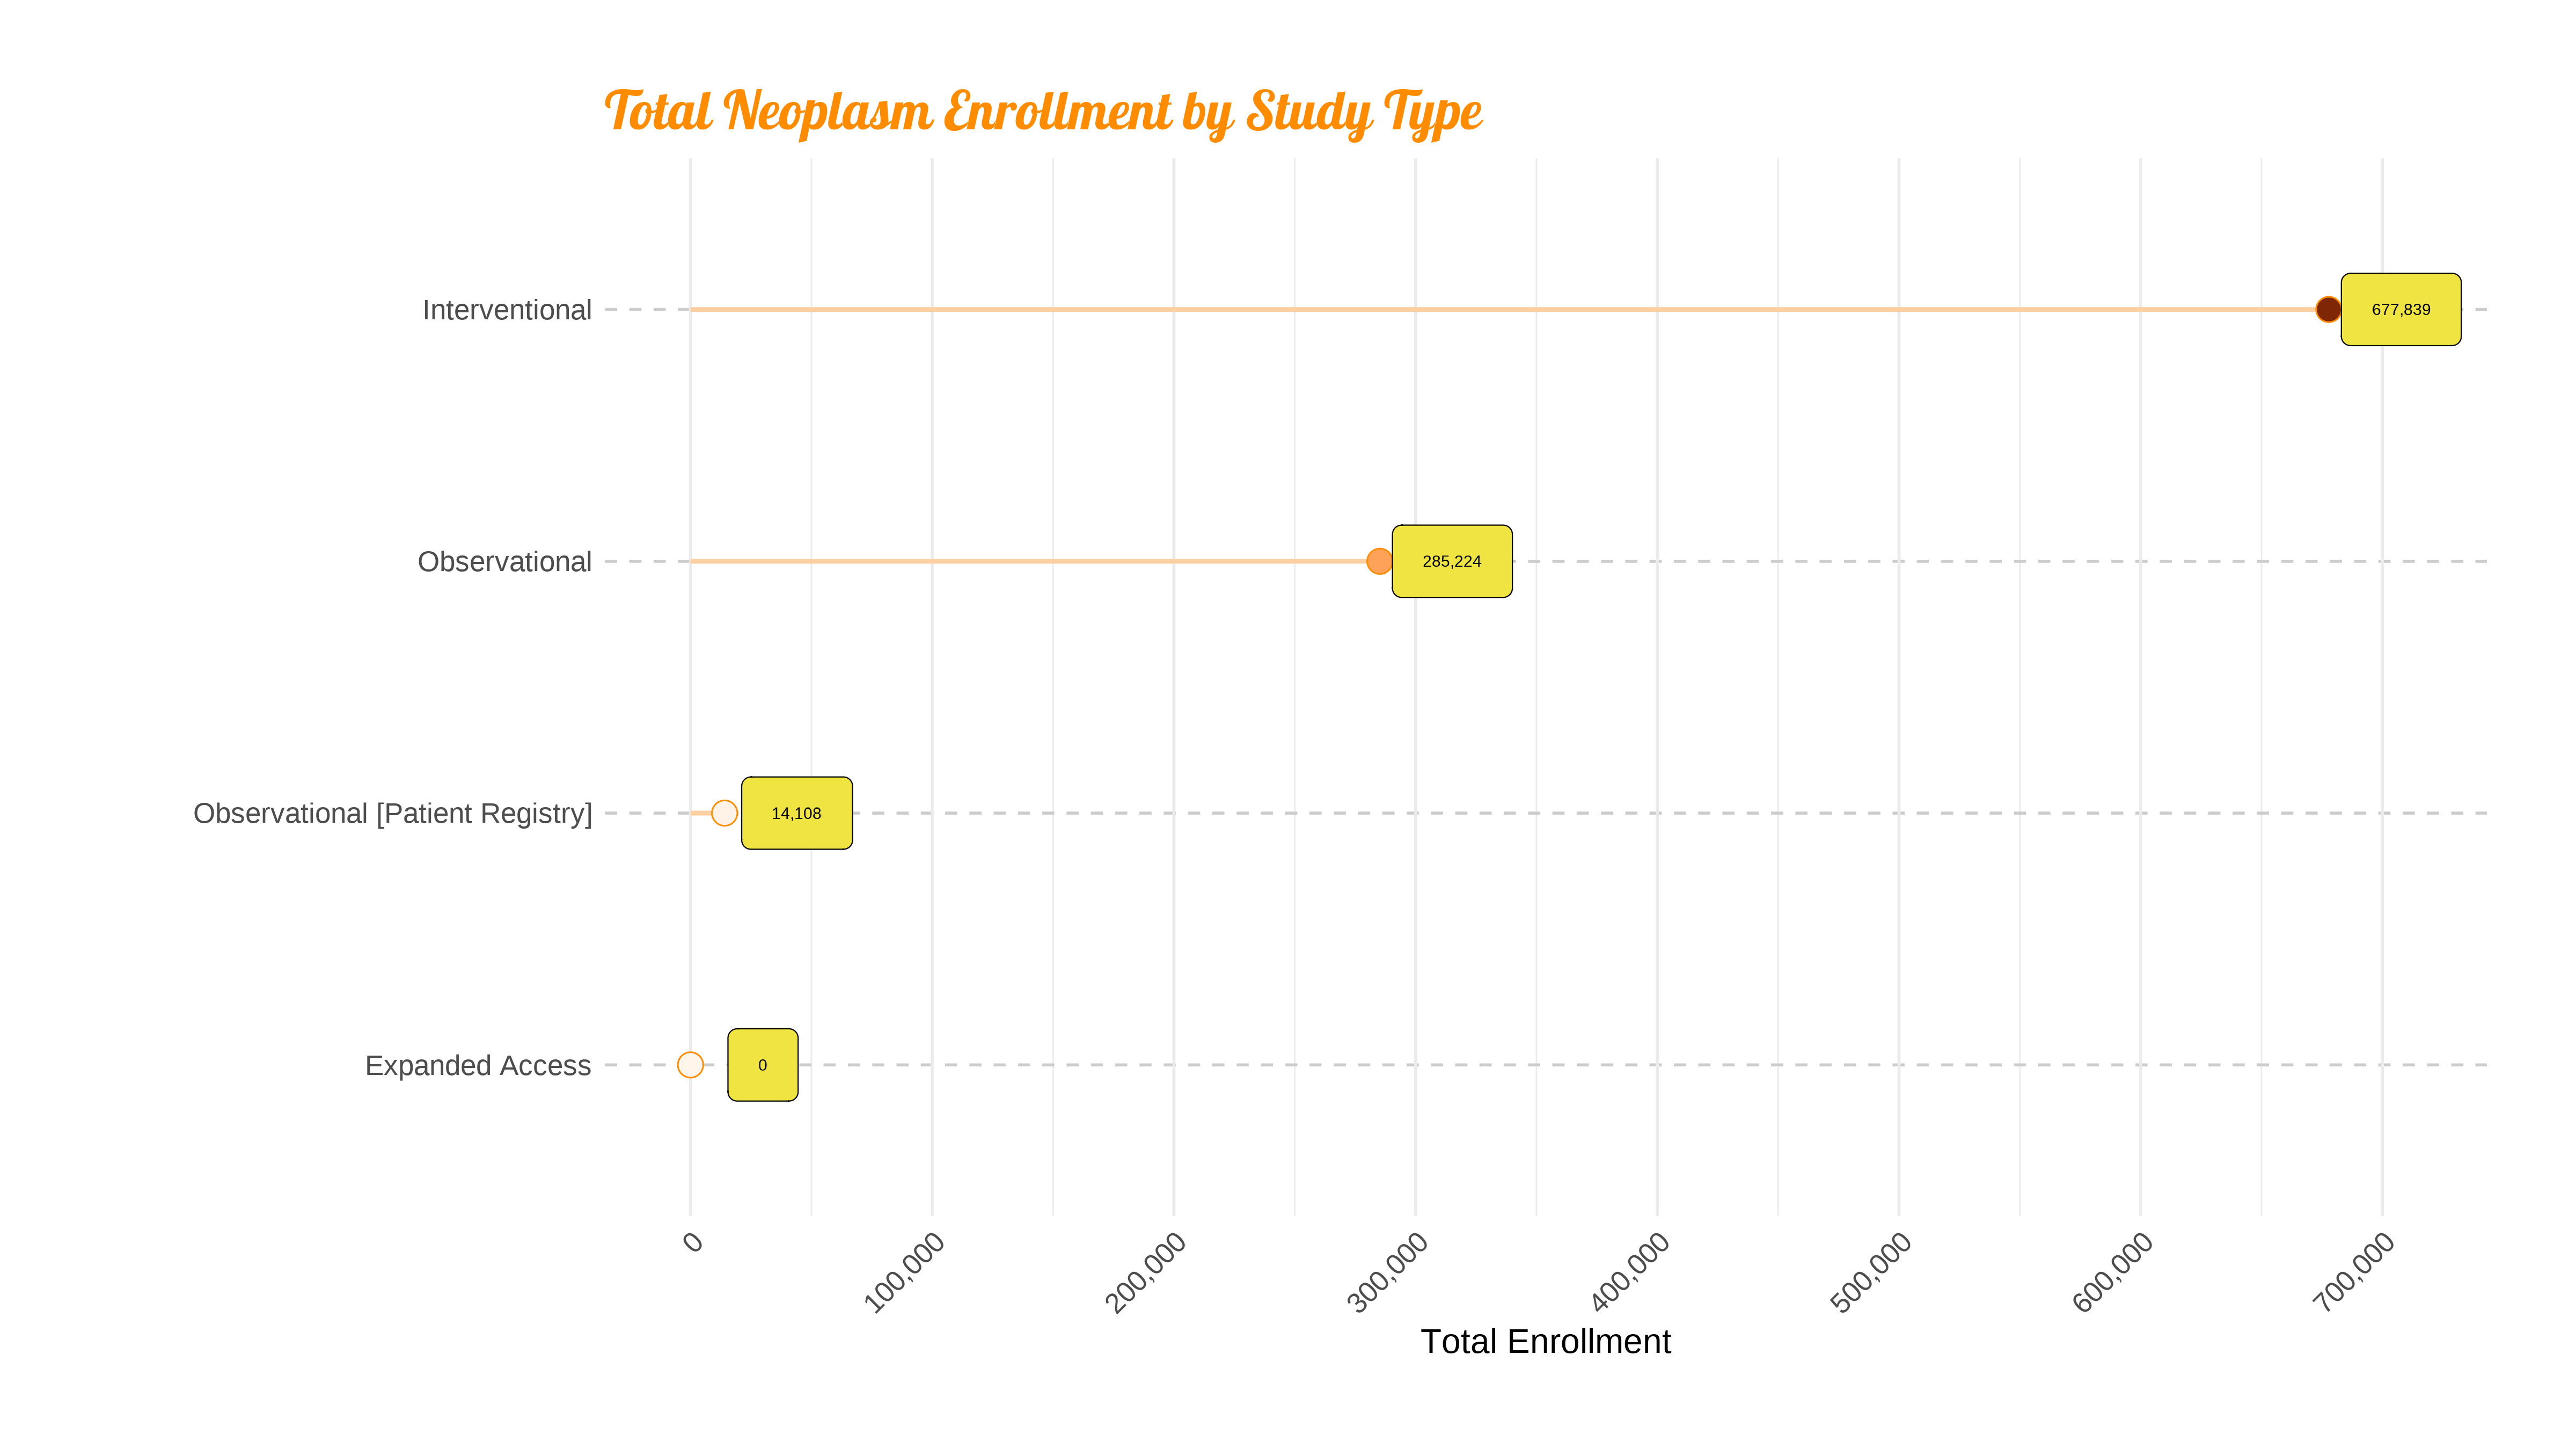 Total Neoplasm Enrollment by Study Type
Interventional
677,839
Observational
285,224
Observational [Patient Registry]
14,108
Expanded Access
0
0
100,000
200,000
300,000
400,000
500,000
600,000
700,000
Total Enrollment